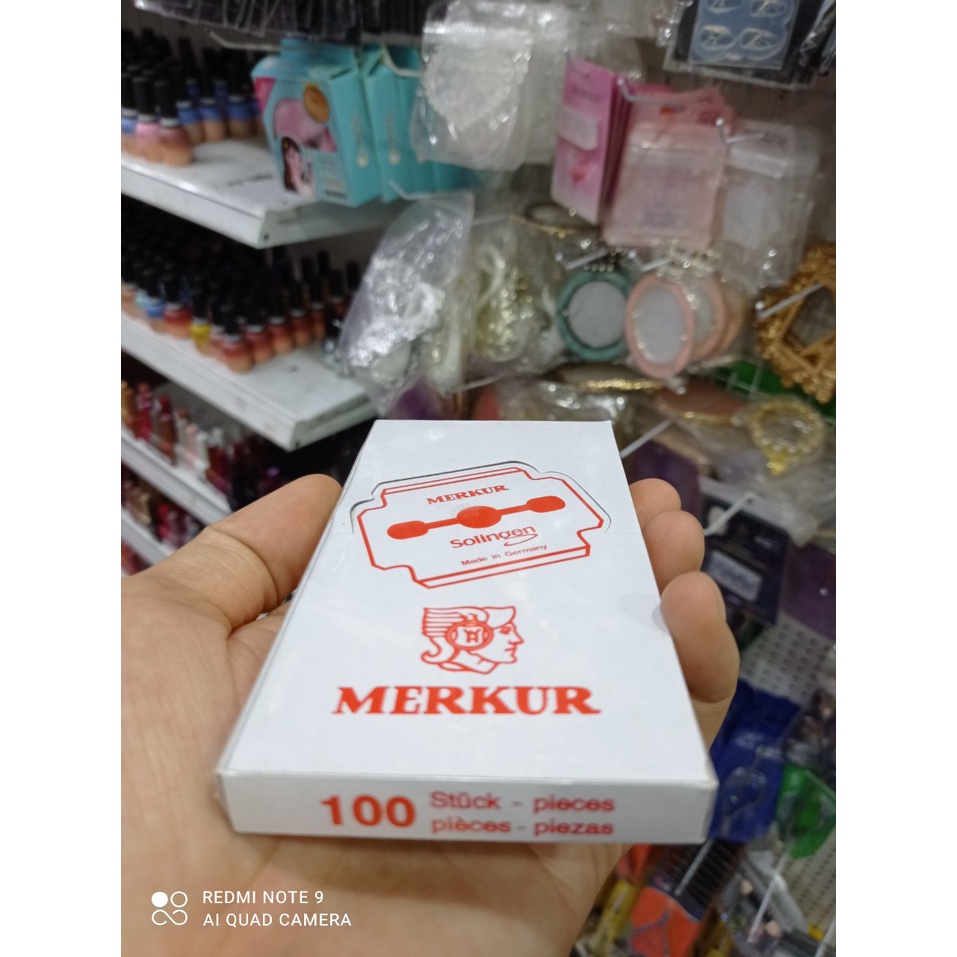 MERKUR
Solingen
Made in Germany
MERKUR
100 Stück - pieces
pièces - piezas
REDMI NOTE 9
AI QUAD CAMERA